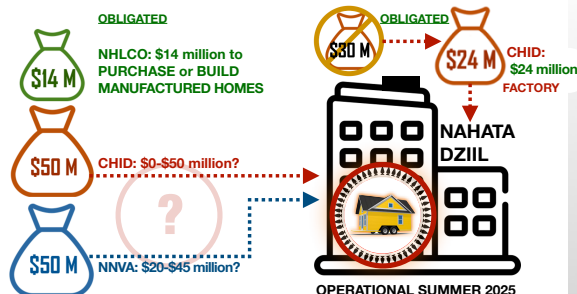 OBLIGATED
NHLCO: $14 million to
PURCHASE or BUILD
MANUFACTURED HOMES
$14 M
$50 M
CHID: $0-$50 million?
?
$50 M
NNVA: $20-$45 million?
OBLIGATED
$30 M
$24 M
CHID:
$24 million
FACTORY
NAHATA
DZIIL
OPERATIONAL SUMMER 2025